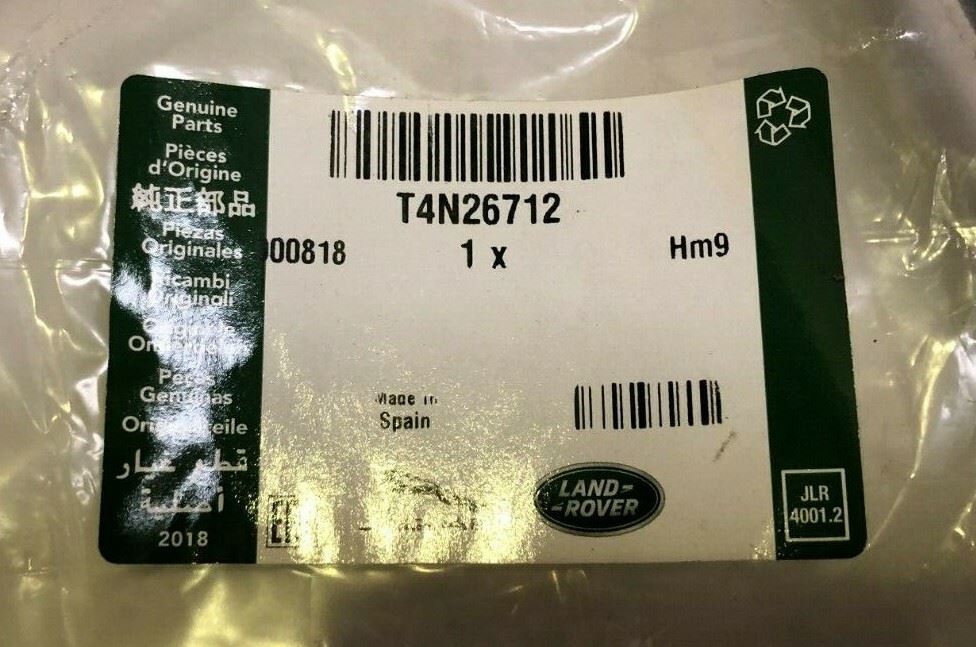 Genuine
Parts
Pièces
d'Origine
純正部品
Piezas
Originales
Ricambi
Originali
Peças
Genuínas
قطع غيار
أصلية
2018
T4N26712
000818
1 x
Hm9
Made in
Spain
LAND-
-ROVER
JLR
4001.2